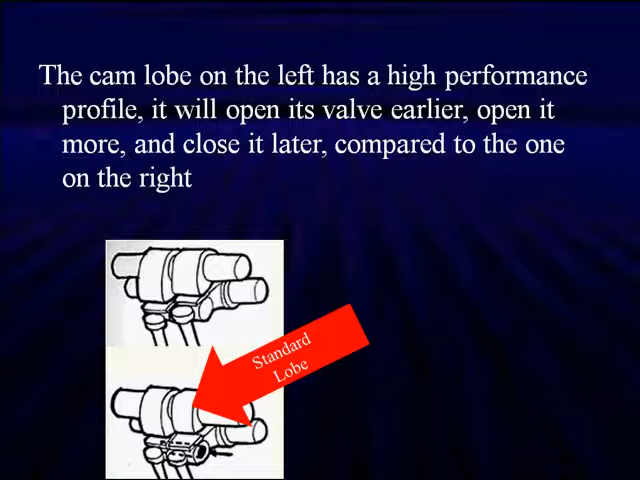 The cam lobe on the left has a high performance
profile, it will open its valve earlier, open it
more, and close it later, compared to the one
on the right
Standard
Lobe